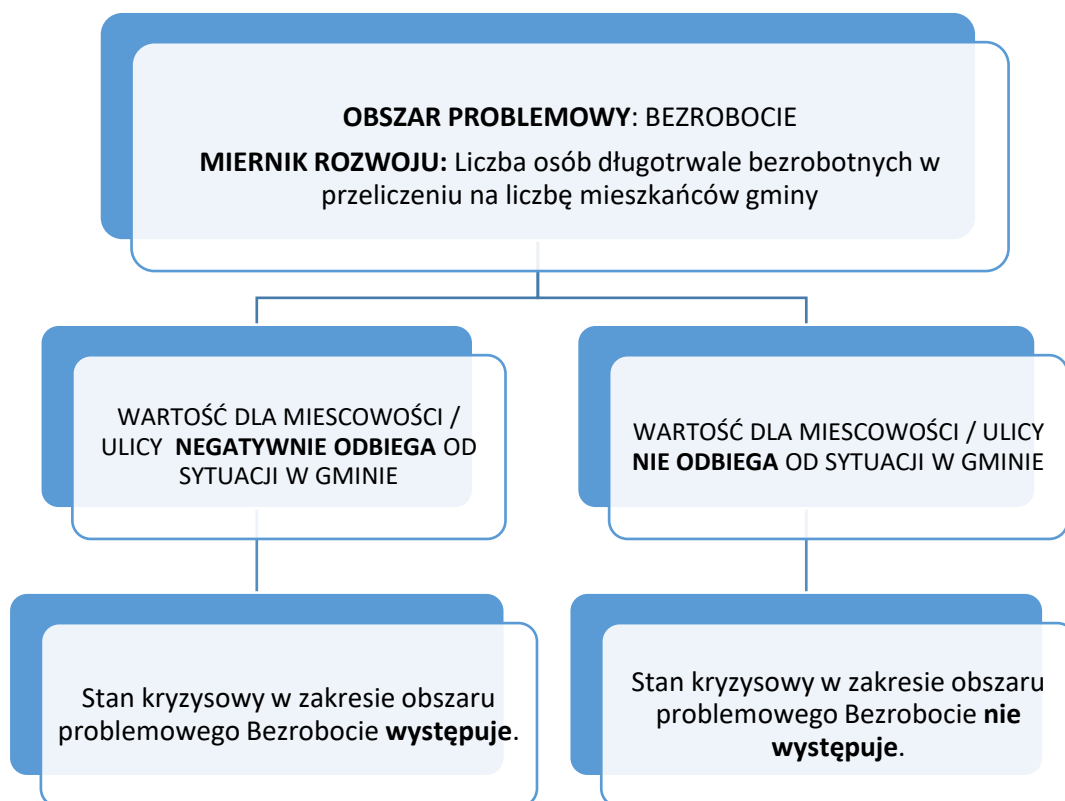 OBSZAR PROBLEMOWY: BEZROBOCIE
MIERNIK ROZWOJU: Liczba osób długotrwale bezrobotnych w
przeliczeniu na liczbę mieszkańców gminy
WARTOŚĆ DLA MIESCOWOŚCI /
ULICY NEGATYWNIE ODBIEGA OD
SYTUACJI W GMINIE
WARTOŚĆ DLA MIESCOWOŚCI / ULICY
NIE ODBIEGA OD SYTUACJI W GMINIE
Stan kryzysowy w zakresie obszaru
problemowego Bezrobocie występuje.
Stan kryzysowy w zakresie obszaru
problemowego Bezrobocie nie
występuje.